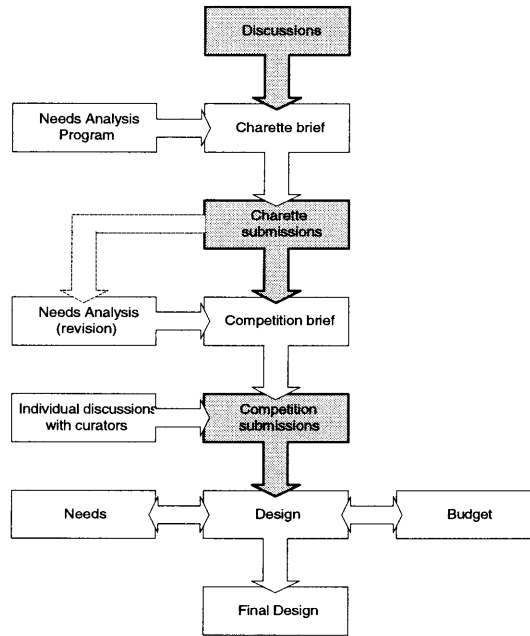 Discussions
Needs Analysis
Program
Charette brief
Charette
submissions
Needs Analysis
(revision)
Competition brief
Individual discussions
with curators
Competition
submissions
Needs
Design
Budget
Final Design